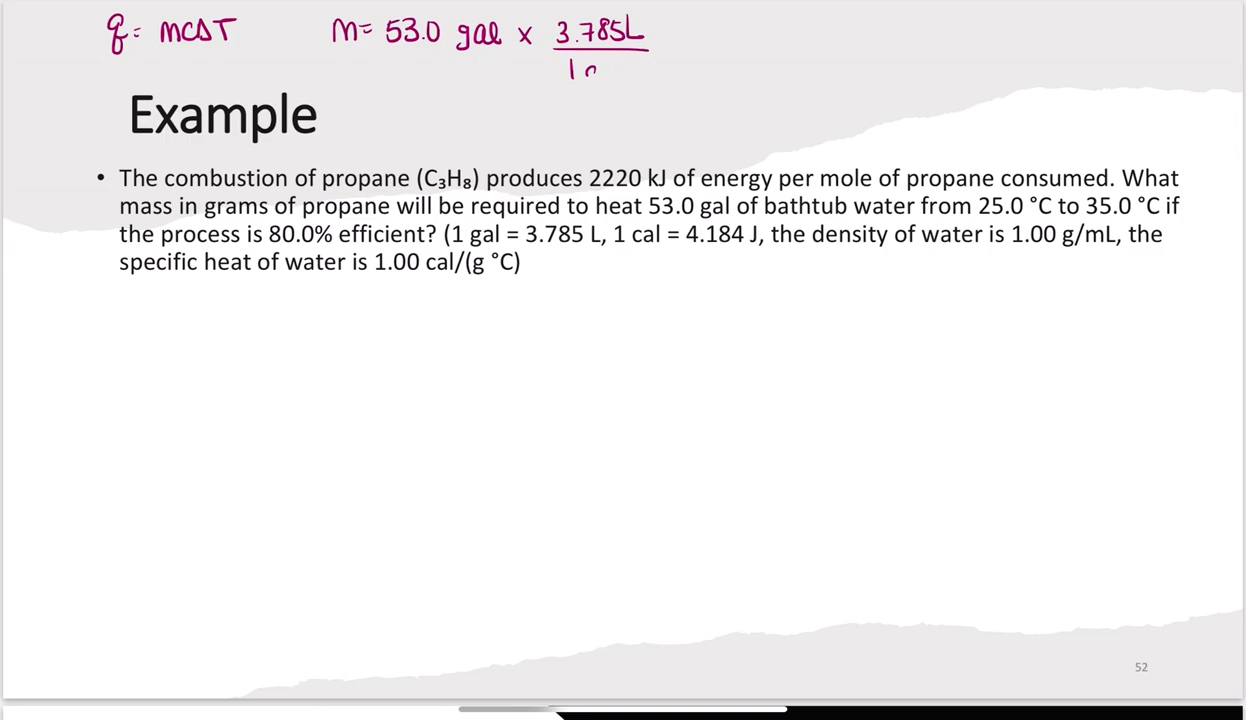 q = mCΔT m = 53.0 gal x 3.785L
1
Example
• The combustion of propane (C₃H₈) produces 2220 kJ of energy per mole of propane consumed. What
mass in grams of propane will be required to heat 53.0 gal of bathtub water from 25.0 °C to 35.0 °C if
the process is 80.0% efficient? (1 gal = 3.785 L, 1 cal = 4.184 J, the density of water is 1.00 g/mL, the
specific heat of water is 1.00 cal/(g °C)
52